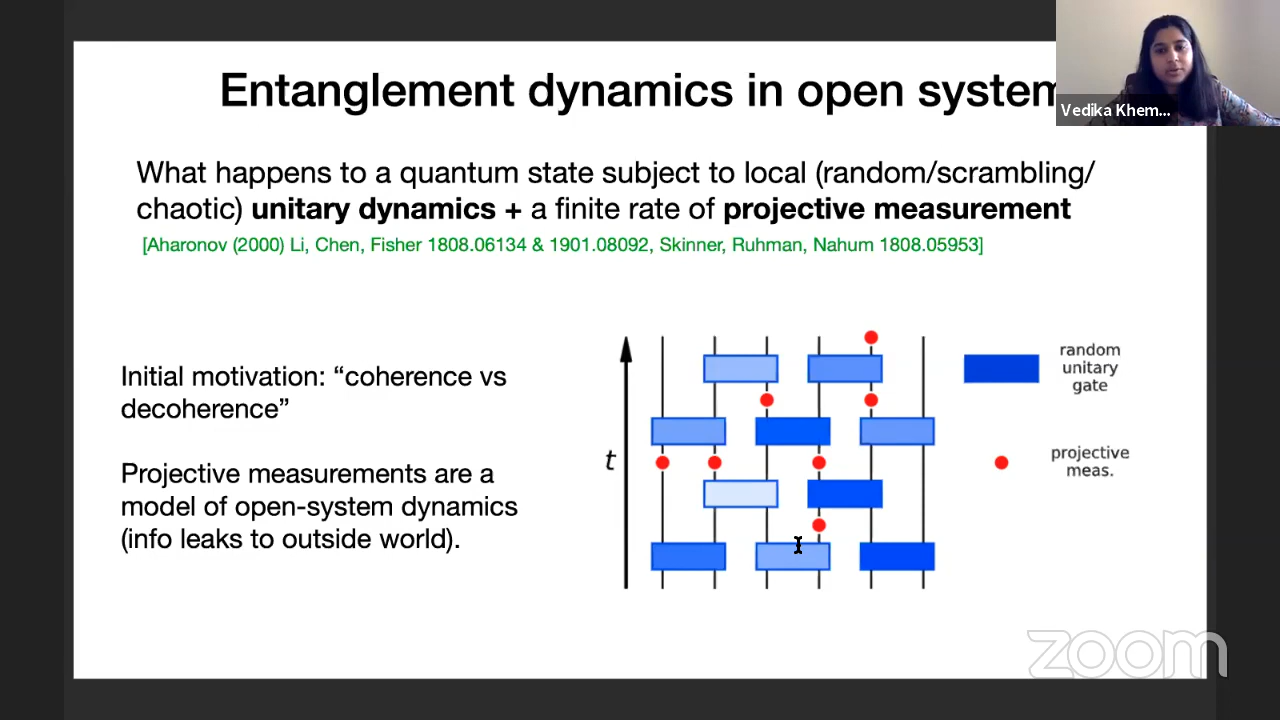 Entanglement dynamics in open system
Vedika Khem...
What happens to a quantum state subject to local (random/scrambling/
chaotic) unitary dynamics + a finite rate of projective measurement
[Aharonov (2000) Li, Chen, Fisher 1808.06134 & 1901.08092, Skinner, Ruhman, Nahum 1808.05953]
Initial motivation: “coherence vs
decoherence”
Projective measurements are a
model of open-system dynamics
(info leaks to outside world).
t
random
unitary
gate
projective
meas.
zoom